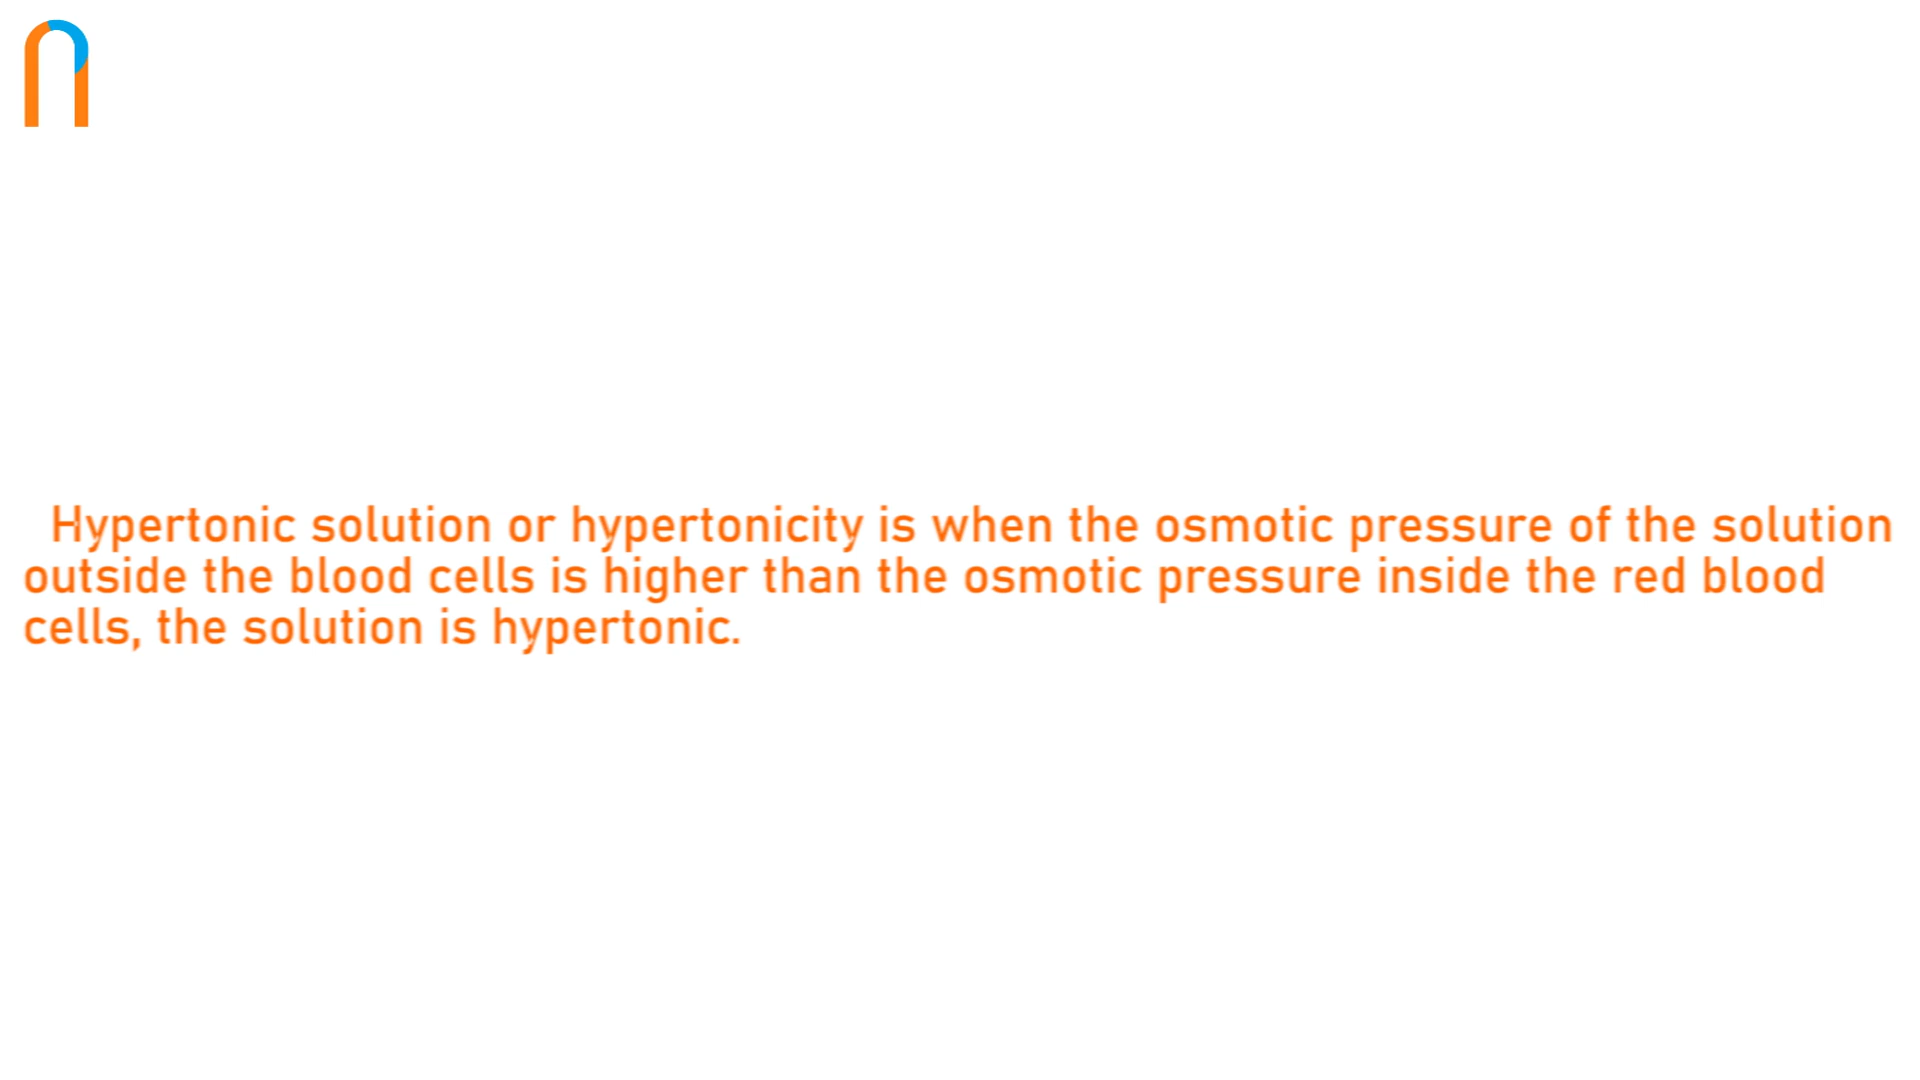 Hypertonic solution or hypertonicity is when the osmotic pressure of the solution
outside the blood cells is higher than the osmotic pressure inside the red blood
cells, the solution is hypertonic.